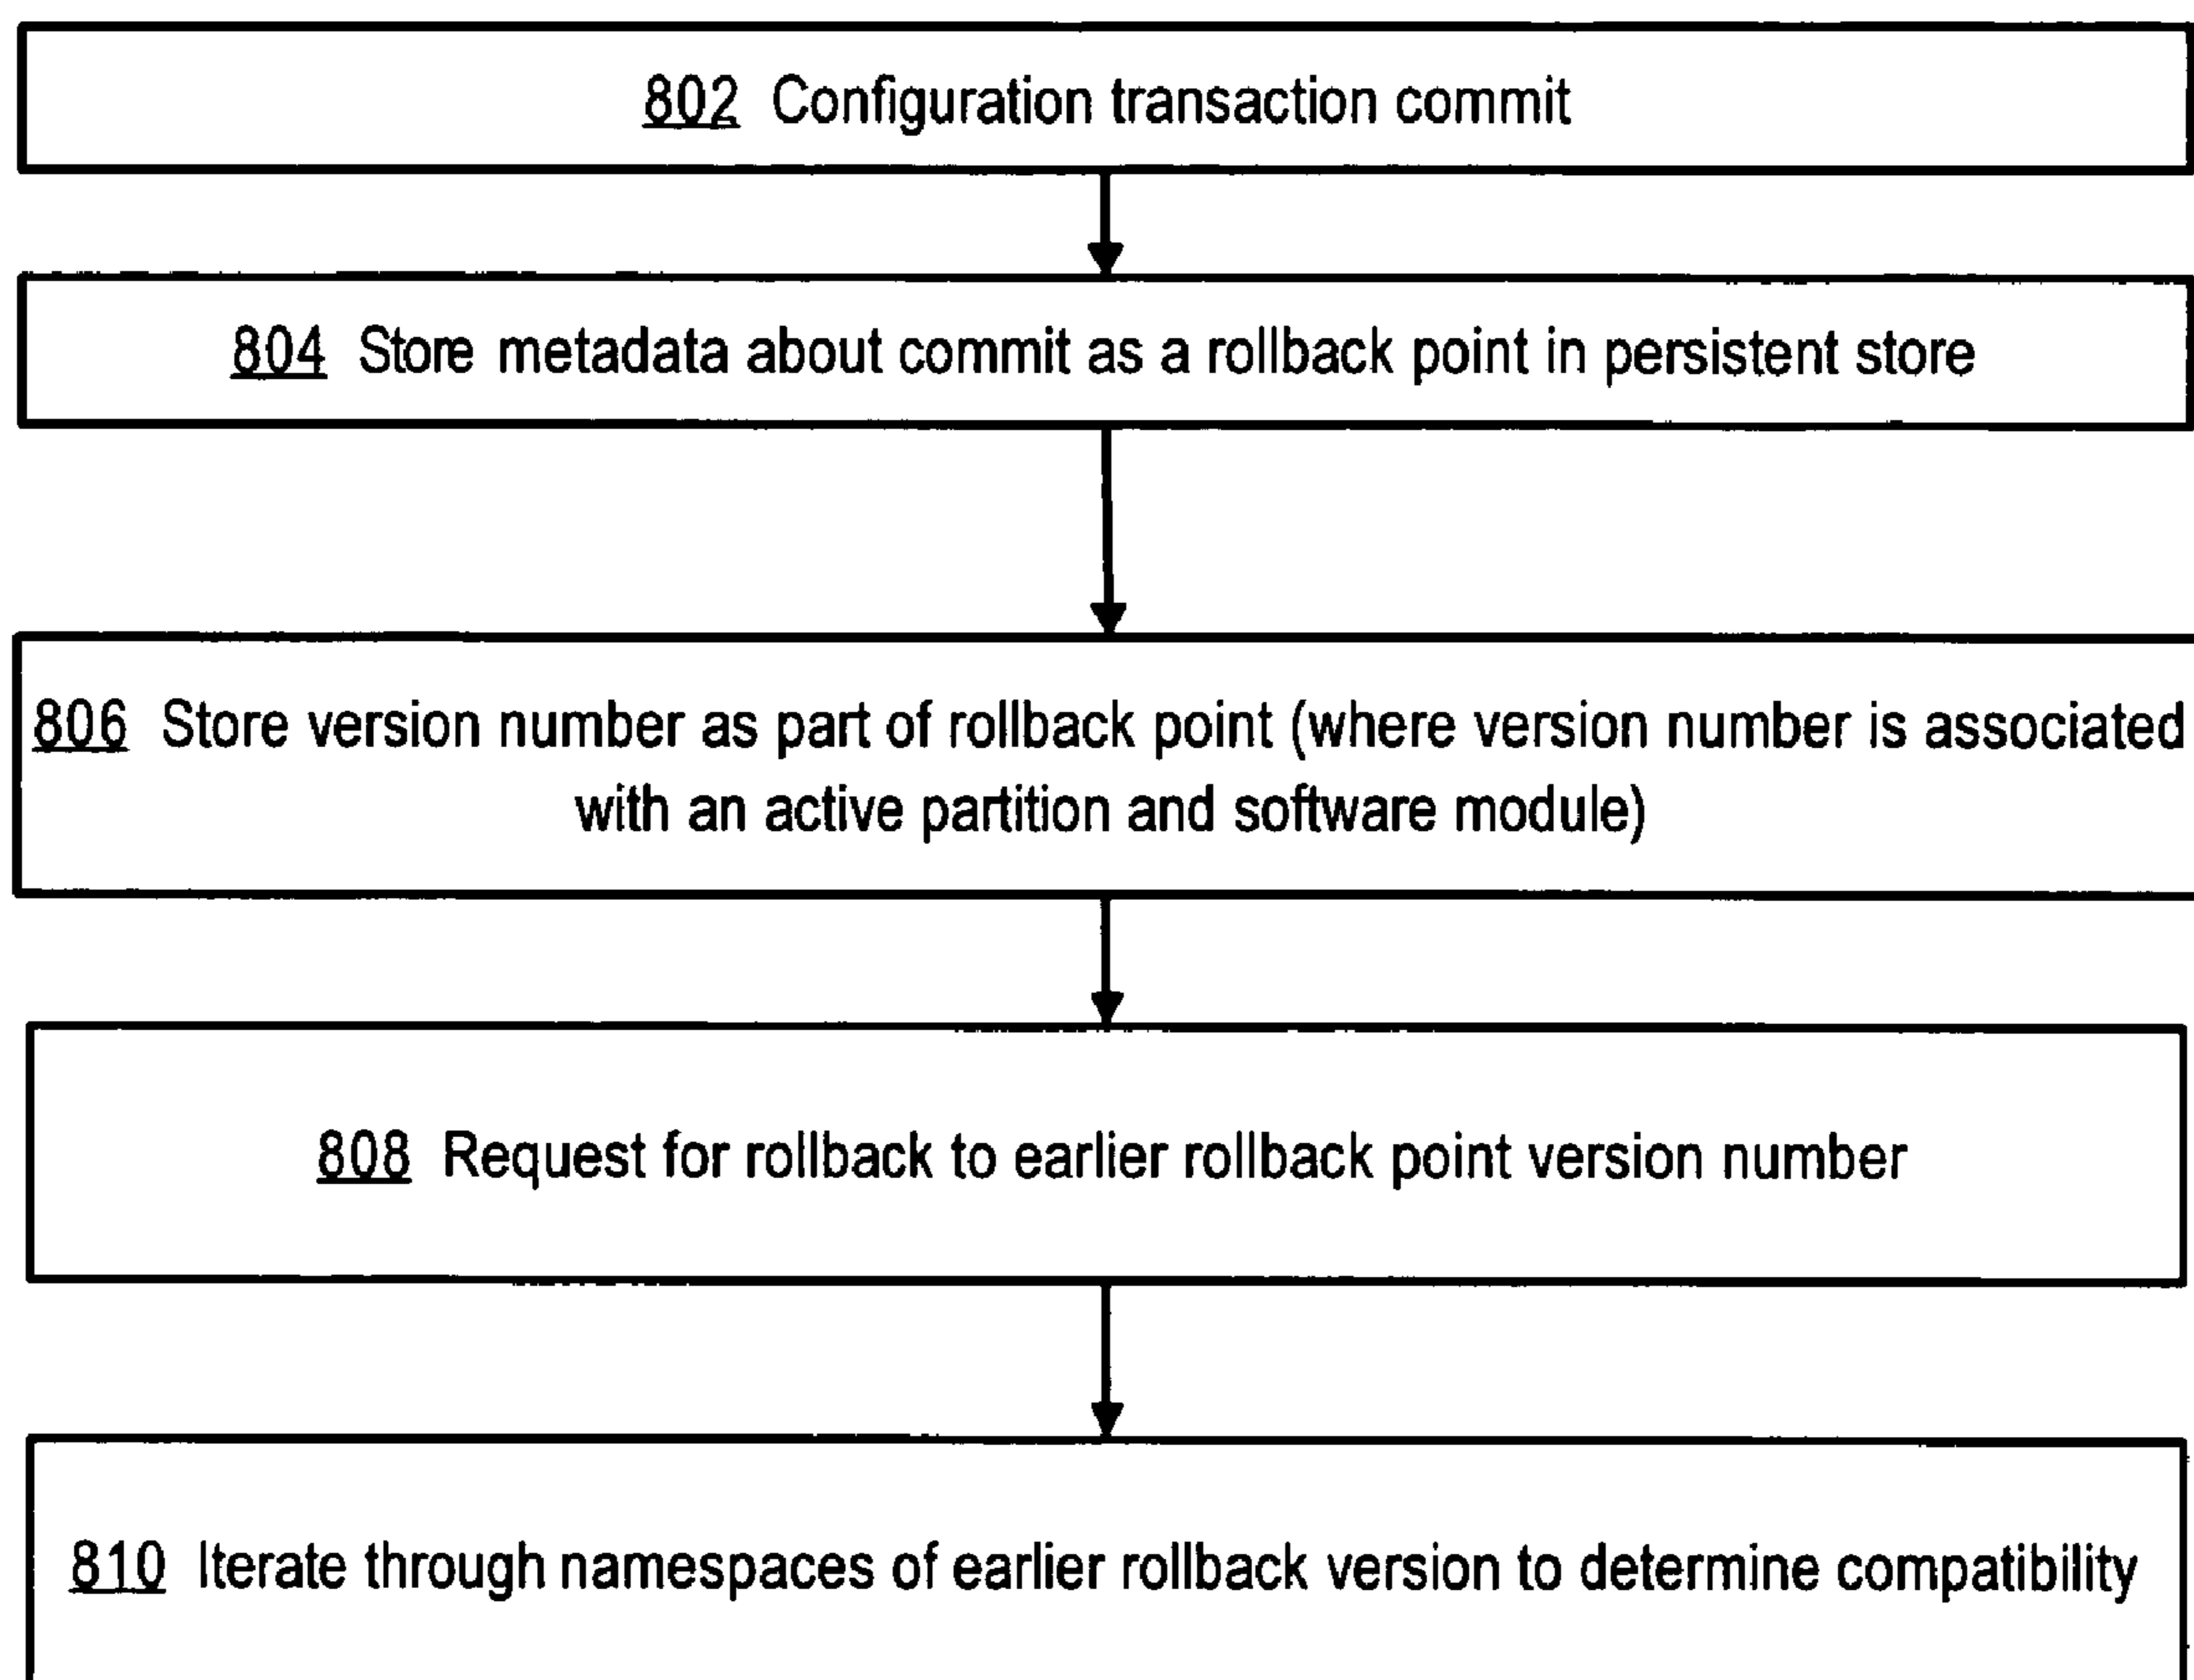 802 Configuration transaction commit
804 Store metadata about commit as a rollback point in persistent store
806 Store version number as part of rollback point (where version number is associated
with an active partition and software module)
808 Request for rollback to earlier rollback point version number
810 Iterate through namespaces of earlier rollback version to determine compatibility